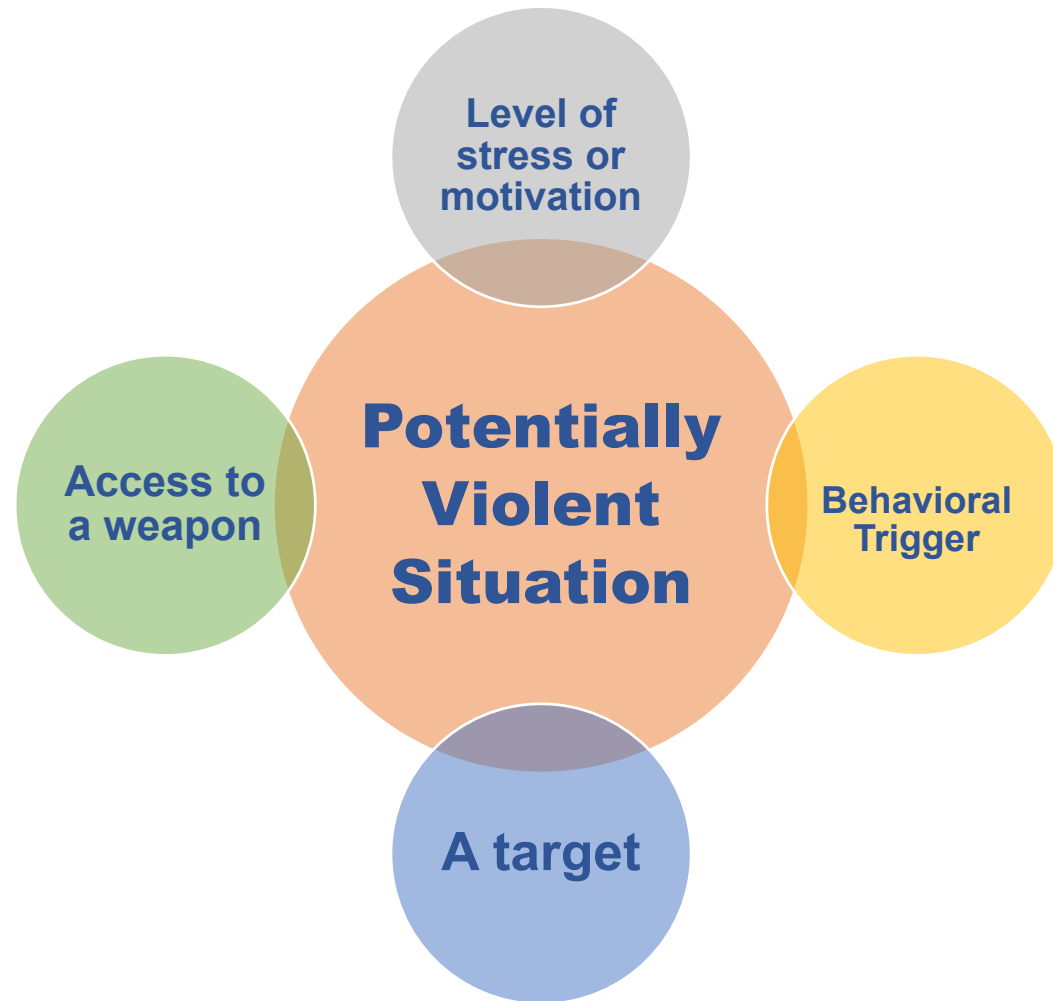 Level of
stress or
motivation
Access to
a weapon
Potentially
Violent
Situation
Behavioral
Trigger
A target